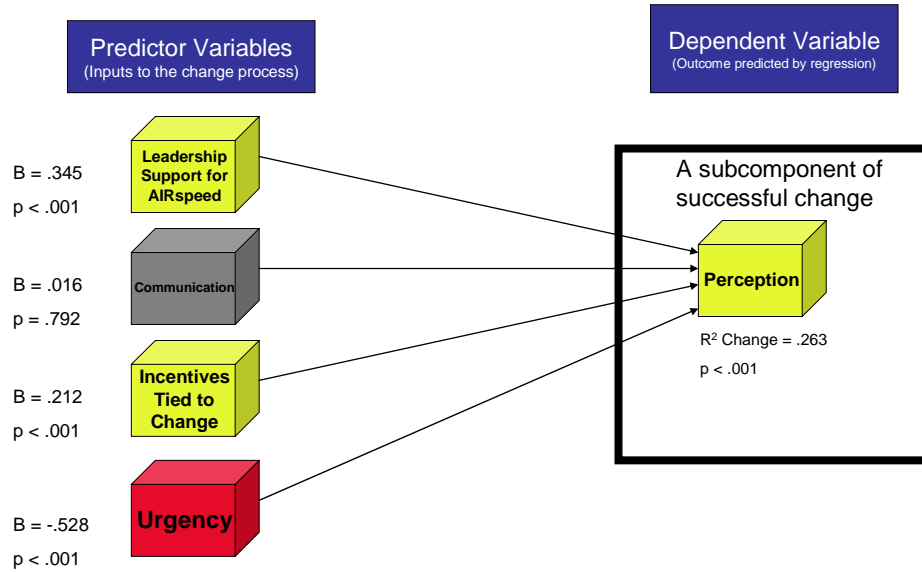 Predictor Variables
(Inputs to the change process)
Dependent Variable
(Outcome predicted by regression)
Leadership
Support for
AIRspeed
B = .345
p < .001
A subcomponent of
successful change
Communication
B = .016
p = .792
Perception
R² Change = .263
p < .001
Incentives
Tied to
Change
B = .212
p < .001
Urgency
B = -.528
p < .001